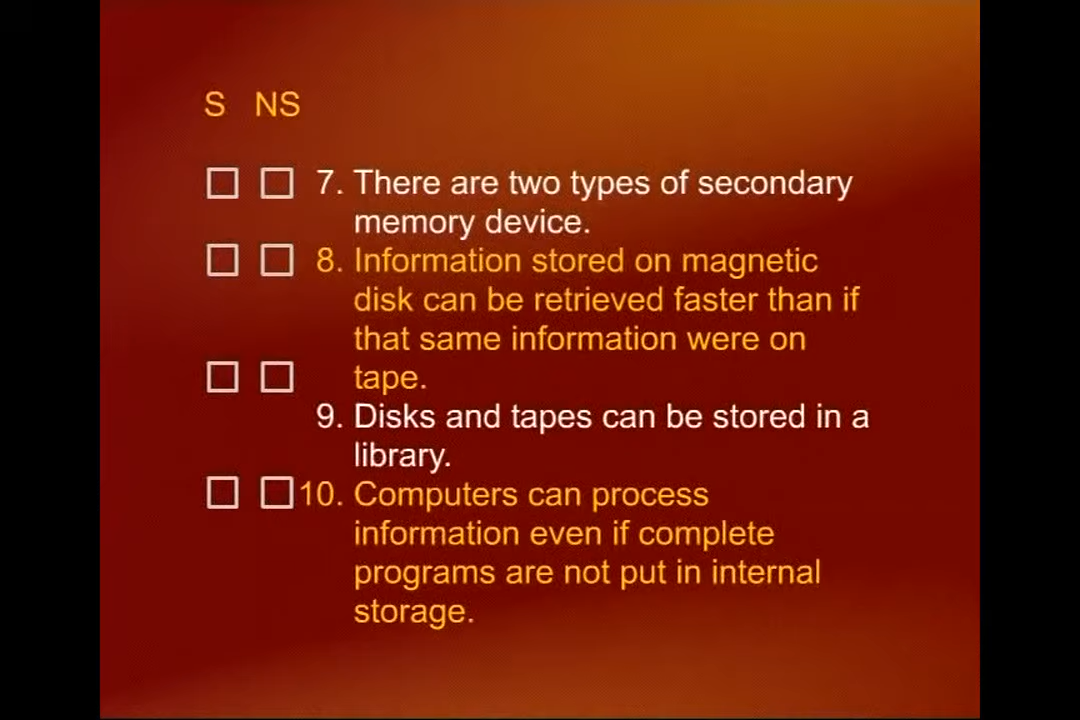 S NS
7. There are two types of secondary
memory device.
8. Information stored on magnetic
disk can be retrieved faster than if
that same information were on
tape.
9. Disks and tapes can be stored in a
library.
10. Computers can process
information even if complete
programs are not put in internal
storage.